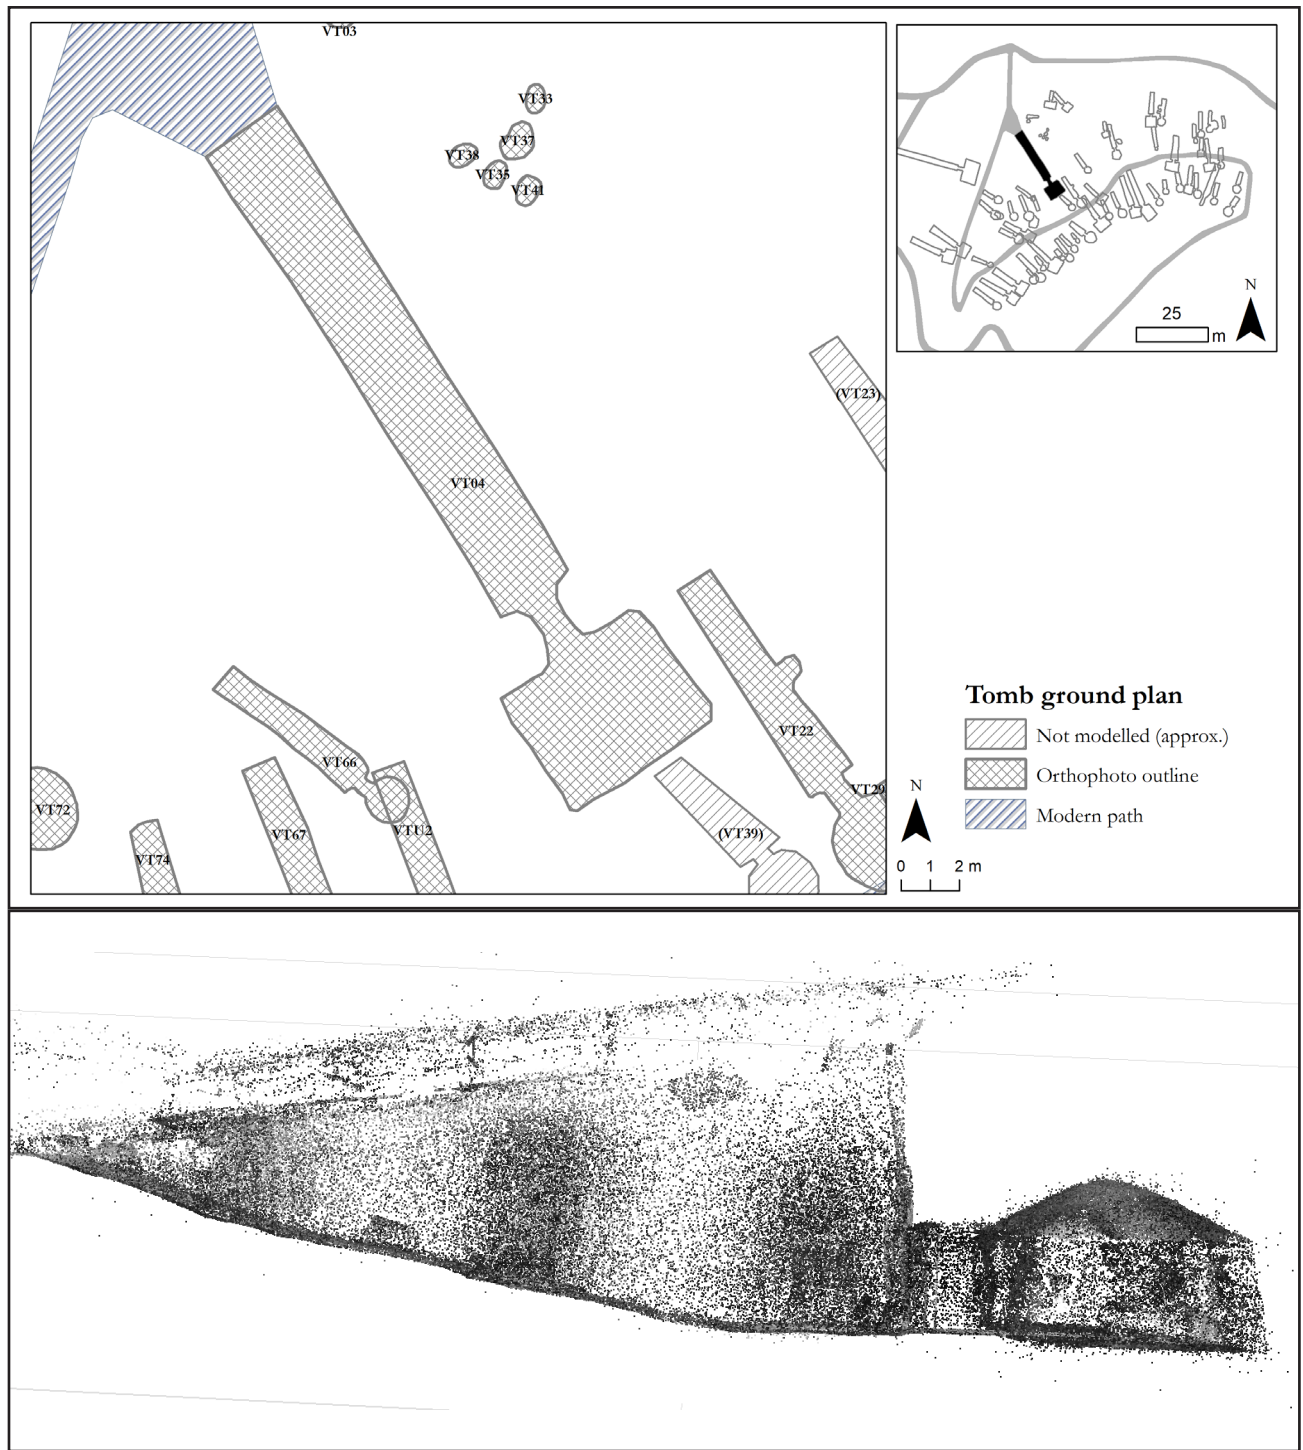 VT03
VT33
VT37
VT38
VT35
VT41
(VT23)
VT04
VT22
VT66
VT29
VT72
VT67
VTU2
(VT39)
VT74
N
25
m
Tomb ground plan
Not modelled (approx.)
Orthophoto outline
Modern path
N
0 1 2 m